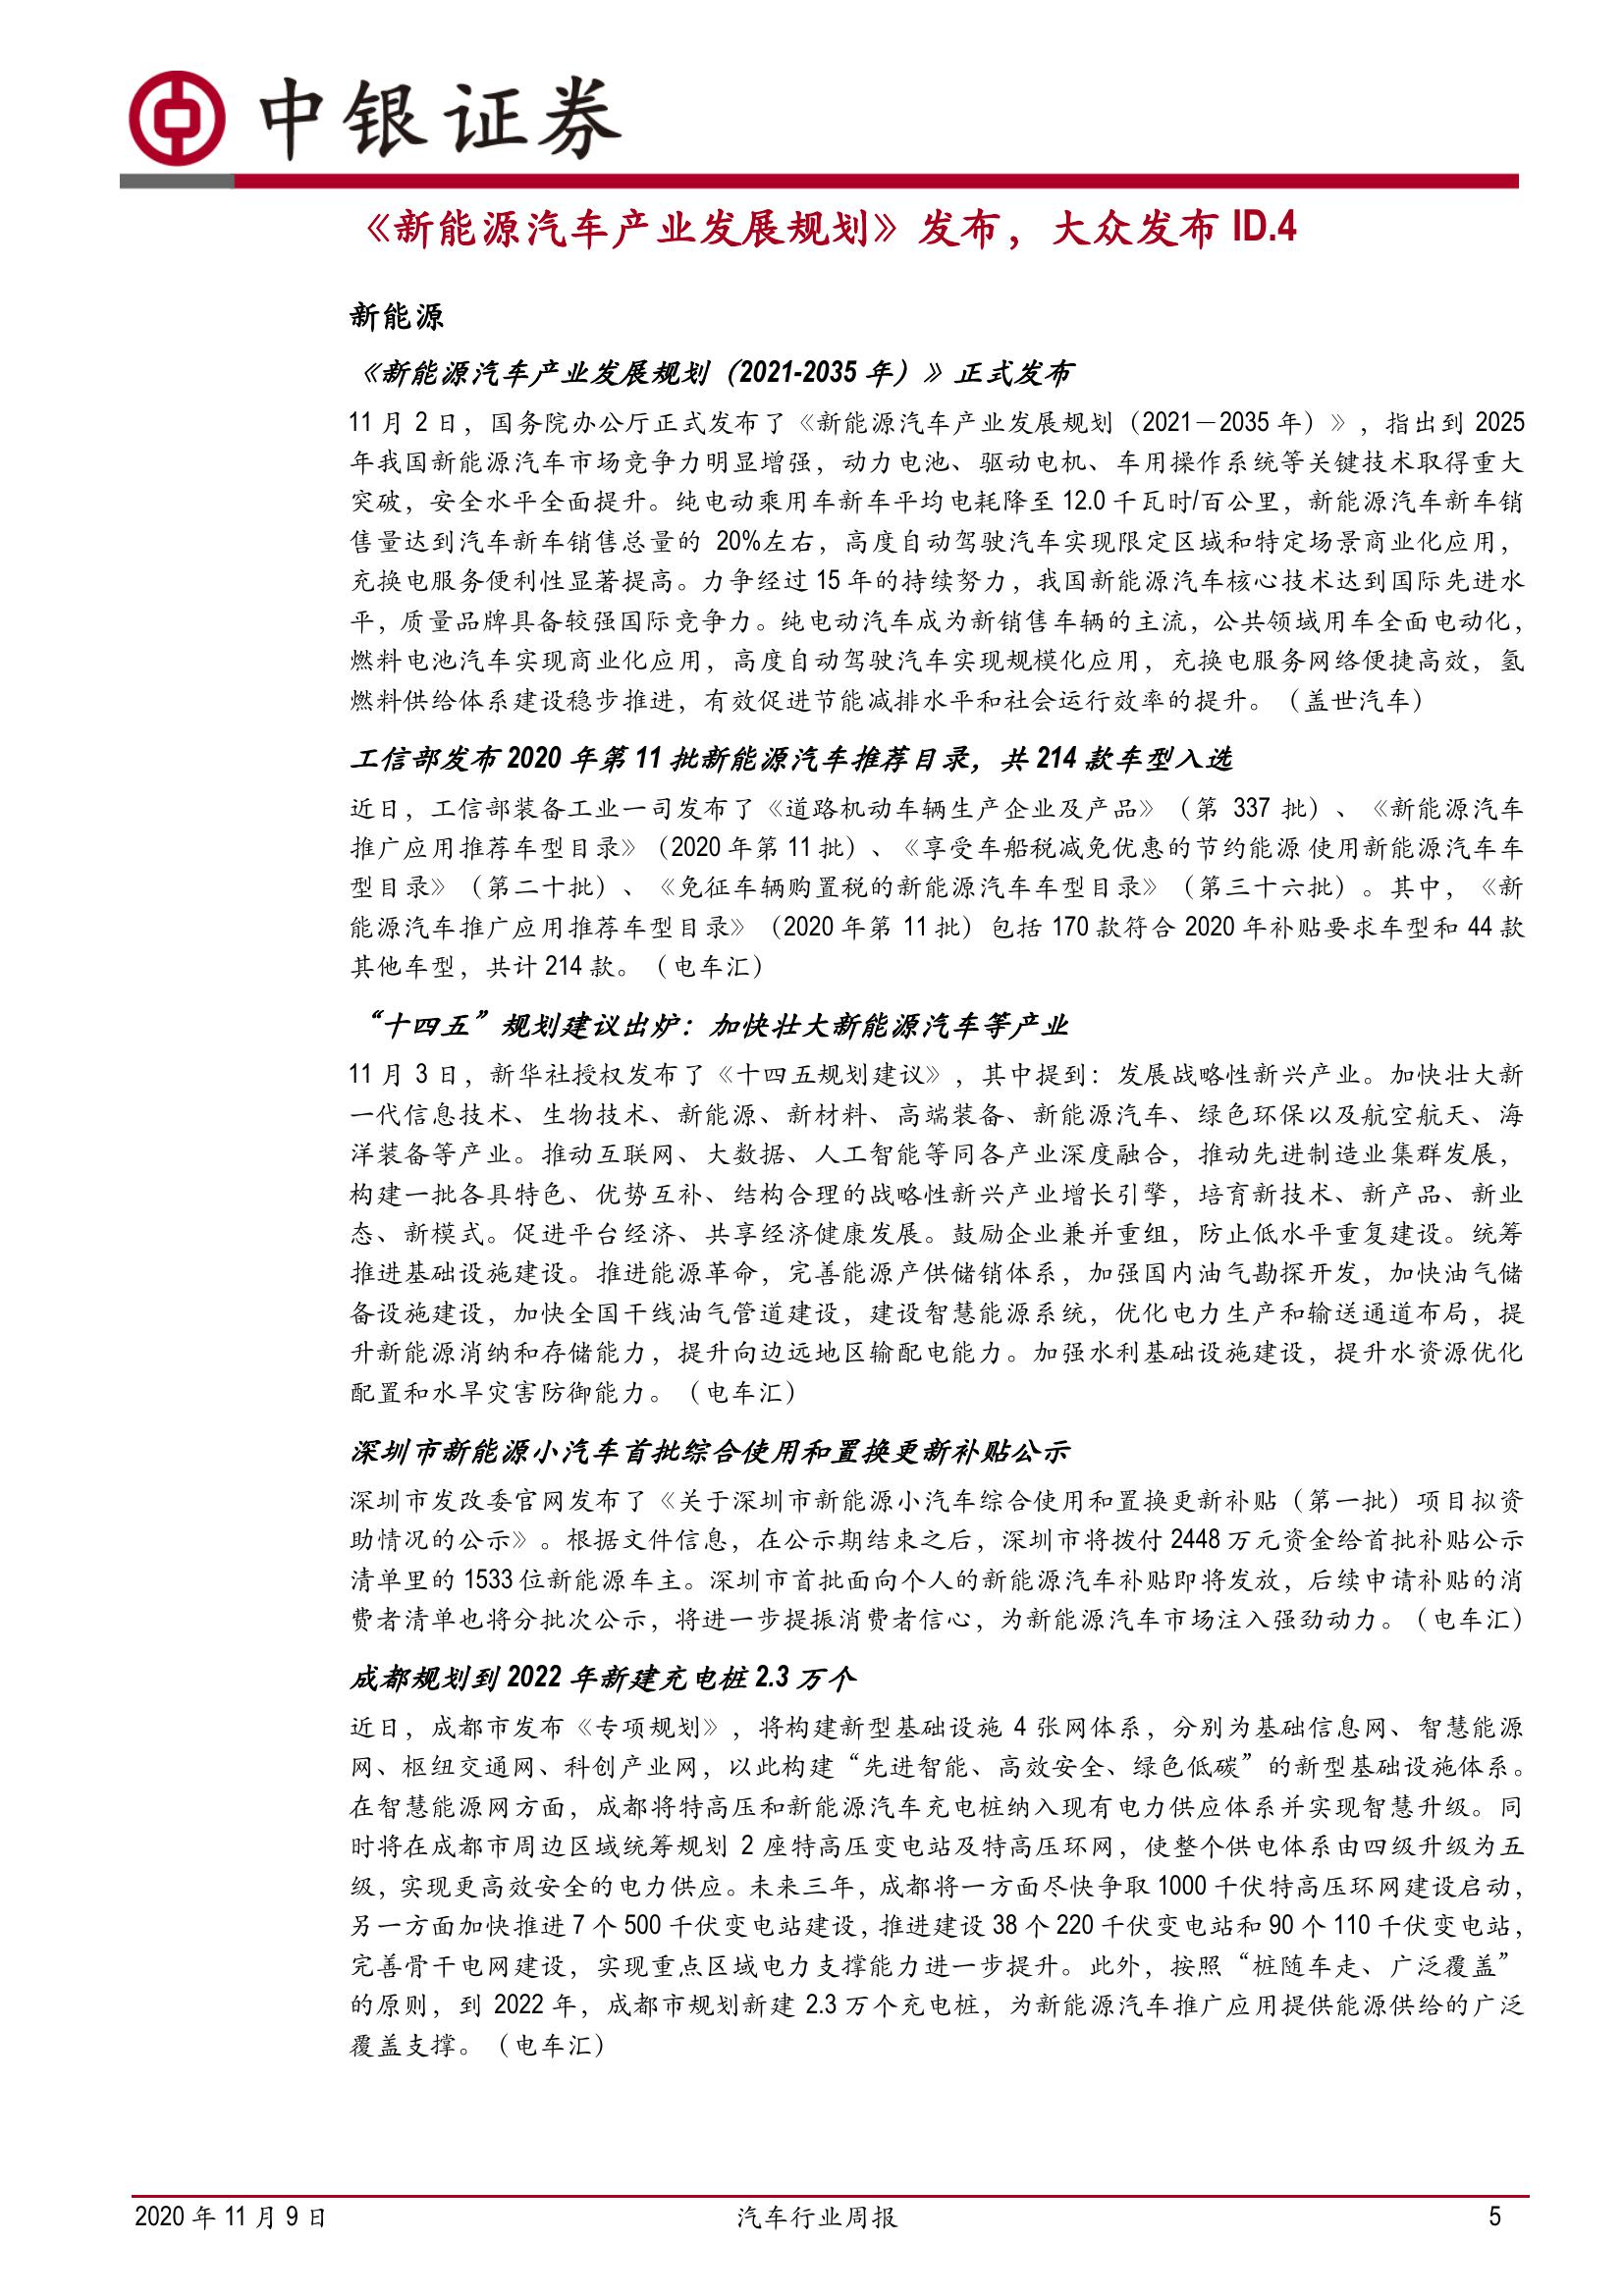 中银证券
《新能源汽车产业发展规划》发布，大众发布 ID.4
新能源
《新能源汽车产业发展规划（2021-2035 年）》正式发布
11 月 2 日，国务院办公厅正式发布了《新能源汽车产业发展规划（2021－2035 年）》，指出到 2025
年我国新能源汽车市场竞争力明显增强，动力电池、驱动电机、车用操作系统等关键技术取得重大
突破，安全水平全面提升。纯电动乘用车新车平均电耗降至 12.0 千瓦时/百公里，新能源汽车新车销
售量达到汽车新车销售总量的 20%左右，高度自动驾驶汽车实现限定区域和特定场景商业化应用，
充换电服务便利性显著提高。力争经过 15 年的持续努力，我国新能源汽车核心技术达到国际先进水
平，质量品牌具备较强国际竞争力。纯电动汽车成为新销售车辆的主流，公共领域用车全面电动化，
燃料电池汽车实现商业化应用，高度自动驾驶汽车实现规模化应用，充换电服务网络便捷高效，氢
燃料供给体系建设稳步推进，有效促进节能减排水平和社会运行效率的提升。（盖世汽车）
工信部发布 2020 年第 11 批新能源汽车推荐目录，共 214 款车型入选
近日，工信部装备工业一司发布了《道路机动车辆生产企业及产品》（第 337 批）、《新能源汽车
推广应用推荐车型目录》（2020 年第 11 批）、《享受车船税减免优惠的节约能源 使用新能源汽车车
型目录》（第二十批）、《免征车辆购置税的新能源汽车车型目录》（第三十六批）。其中，《新
能源汽车推广应用推荐车型目录》（2020 年第 11 批）包括 170 款符合 2020 年补贴要求车型和 44 款
其他车型，共计 214 款。（电车汇）
“十四五”规划建议出炉：加快壮大新能源汽车等产业
11 月 3 日，新华社授权发布了《十四五规划建议》，其中提到：发展战略性新兴产业。加快壮大新
一代信息技术、生物技术、新能源、新材料、高端装备、新能源汽车、绿色环保以及航空航天、海
洋装备等产业。推动互联网、大数据、人工智能等同各产业深度融合，推动先进制造业集群发展，
构建一批各具特色、优势互补、结构合理的战略性新兴产业增长引擎，培育新技术、新产品、新业
态、新模式。促进平台经济、共享经济健康发展。鼓励企业兼并重组，防止低水平重复建设。统筹
推进基础设施建设。推进能源革命，完善能源产供储销体系，加强国内油气勘探开发，加快油气储
备设施建设，加快全国干线油气管道建设，建设智慧能源系统，优化电力生产和输送通道布局，提
升新能源消纳和存储能力，提升向边远地区输配电能力。加强水利基础设施建设，提升水资源优化
配置和水旱灾害防御能力。（电车汇）
深圳市新能源小汽车首批综合使用和置换更新补贴公示
深圳市发改委官网发布了《关于深圳市新能源小汽车综合使用和置换更新补贴（第一批）项目拟资
助情况的公示》。根据文件信息，在公示期结束之后，深圳市将拨付 2448 万元资金给首批补贴公示
清单里的 1533 位新能源车主。深圳市首批面向个人的新能源汽车补贴即将发放，后续申请补贴的消
费者清单也将分批次公示，将进一步提振消费者信心，为新能源汽车市场注入强劲动力。（电车汇）
成都规划到 2022 年新建充电桩 2.3 万个
近日，成都市发布《专项规划》，将构建新型基础设施 4 张网体系，分别为基础信息网、智慧能源
网、枢纽交通网、科创产业网，以此构建“先进智能、高效安全、绿色低碳”的新型基础设施体系。
在智慧能源网方面，成都将特高压和新能源汽车充电桩纳入现有电力供应体系并实现智慧升级。同
时将在成都市周边区域统筹规划 2 座特高压变电站及特高压环网，使整个供电体系由四级升级为五
级，实现更高效安全的电力供应。未来三年，成都将一方面尽快争取 1000 千伏特高压环网建设启动，
另一方面加快推进 7 个 500 千伏变电站建设，推进建设 38 个 220 千伏变电站和 90 个 110 千伏变电站，
完善骨干电网建设，实现重点区域电力支撑能力进一步提升。此外，按照“桩随车走、广泛覆盖”
的原则，到 2022 年，成都市规划新建 2.3 万个充电桩，为新能源汽车推广应用提供能源供给的广泛
覆盖支撑。（电车汇）
2020 年 11 月 9 日 汽车行业周报 5